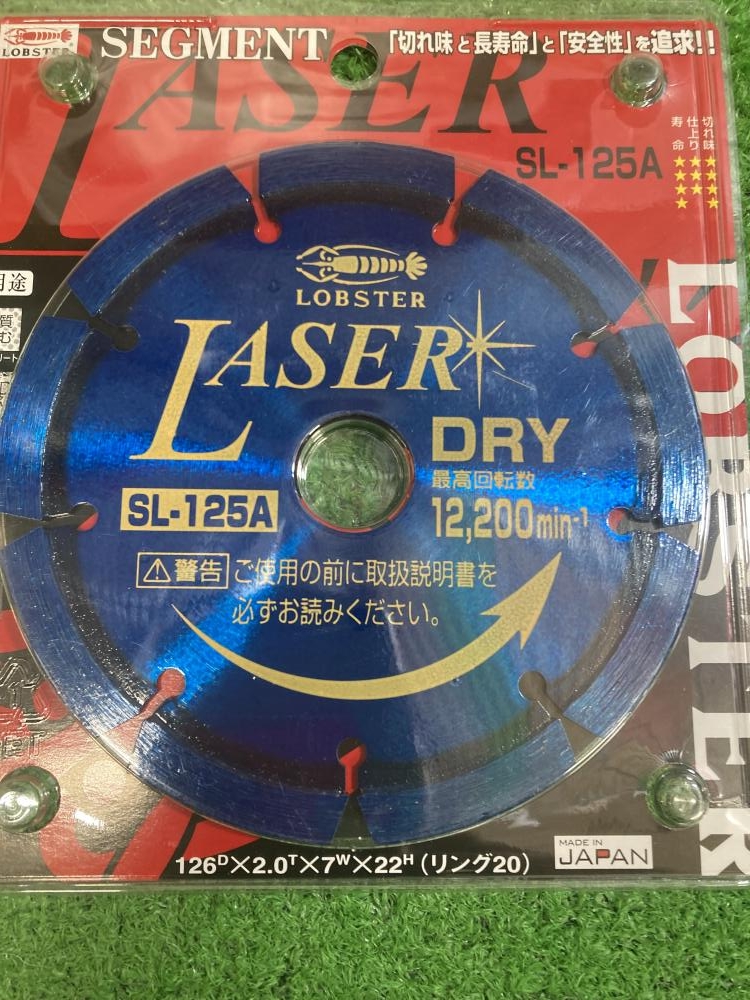 LOBSTER
SEGMENT
「切れ味と長寿命」と「安全性」を追求!!
LASER
SL-125A
切れ味 ★★★★
仕上り ★★★
寿命 ★★★★
用途
LOBSTER
LOBSTER
LASER
DRY
最高回転数
12,200min⁻¹
SL-125A
⚠警告 ご使用の前に取扱説明書を
必ずお読みください。
MADE IN
JAPAN
126ᴰ×2.0ᵀ×7ᵂ×22ᴴ(リング20)